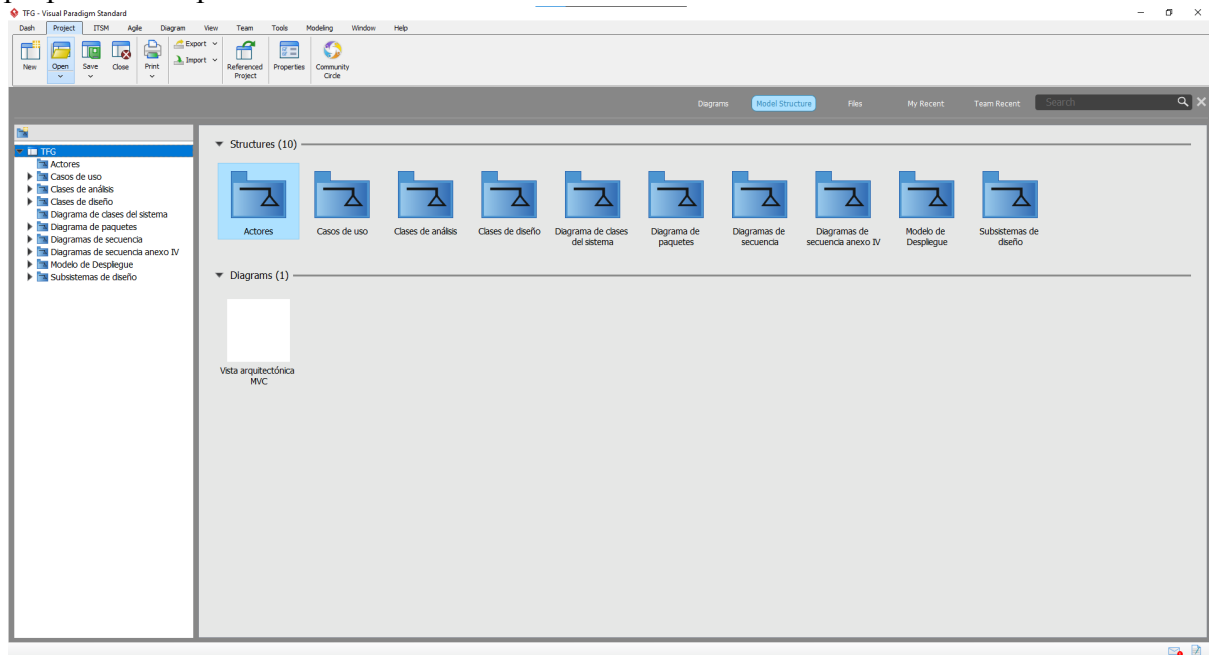 TFG - Visual Paradigm Standard
Dash Project ITSM Agile Diagram View Team Tools Modeling Window Help
New Open Save Close Print Export Import Referenced Project Properties Community Circle
Diagrams Model Structure Files My Recent Team Recent Search
TFG
Actores
Casos de uso
Clases de análisis
Clases de diseño
Diagrama de clases del sistema
Diagrama de paquetes
Diagramas de secuencia
Diagramas de secuencia anexo IV
Modelo de Despliegue
Subsistemas de diseño
Structures (10)
Actores
Casos de uso
Clases de análisis
Clases de diseño
Diagrama de clases
del sistema
Diagrama de
paquetes
Diagramas de
secuencia
Diagramas de
secuencia anexo IV
Modelo de
Despliegue
Subsistemas de
diseño
Diagrams (1)
Vista arquitectónica
MVC